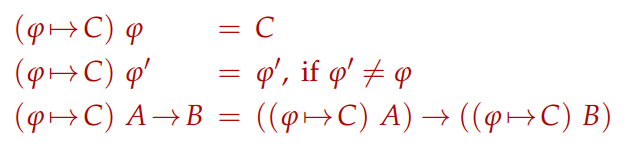 (φ↦C) φ = C
(φ↦C) φ′ = φ′, if φ′ ≠ φ
(φ↦C) A→B = ((φ↦C) A) → ((φ↦C) B)